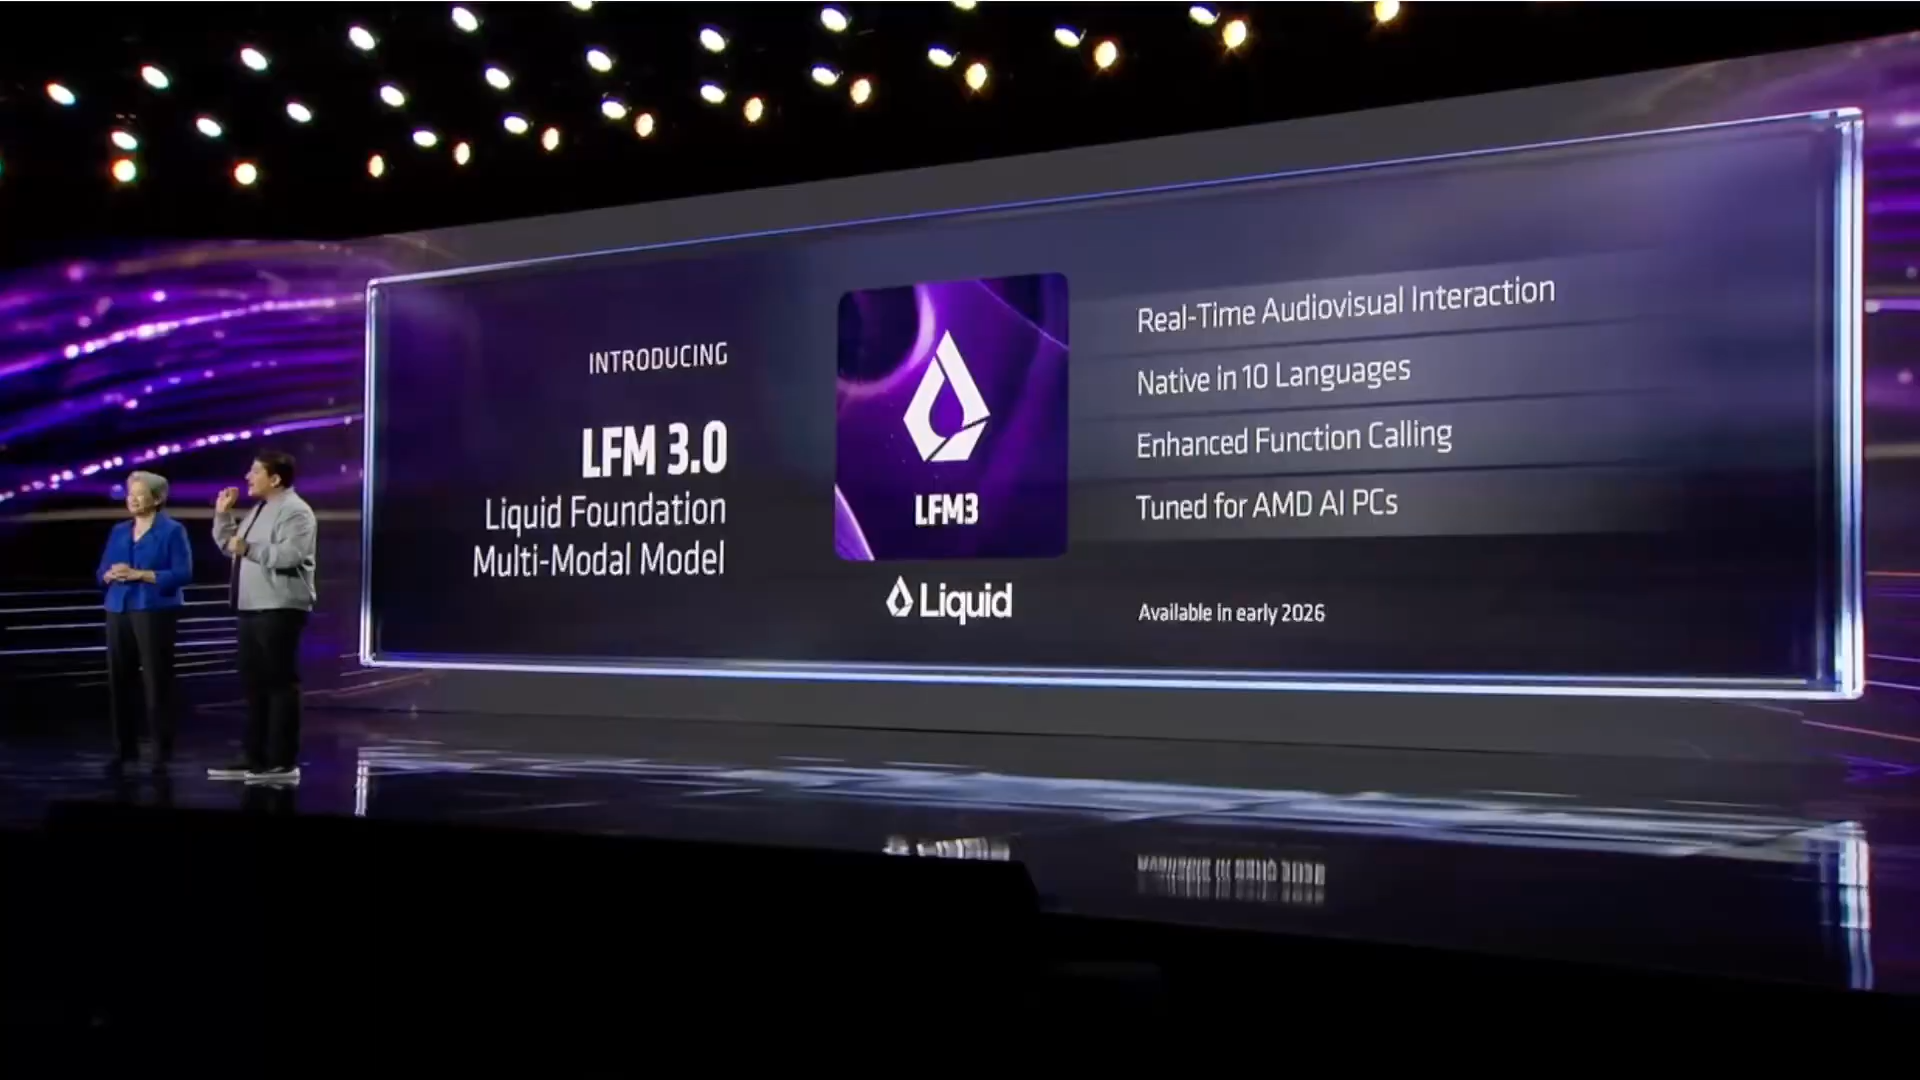 INTRODUCING
LFM 3.0
Liquid Foundation
Multi-Modal Model
LFM3
Liquid
Real-Time Audiovisual Interaction
Native in 10 Languages
Enhanced Function Calling
Tuned for AMD AI PCs
Available in early 2026